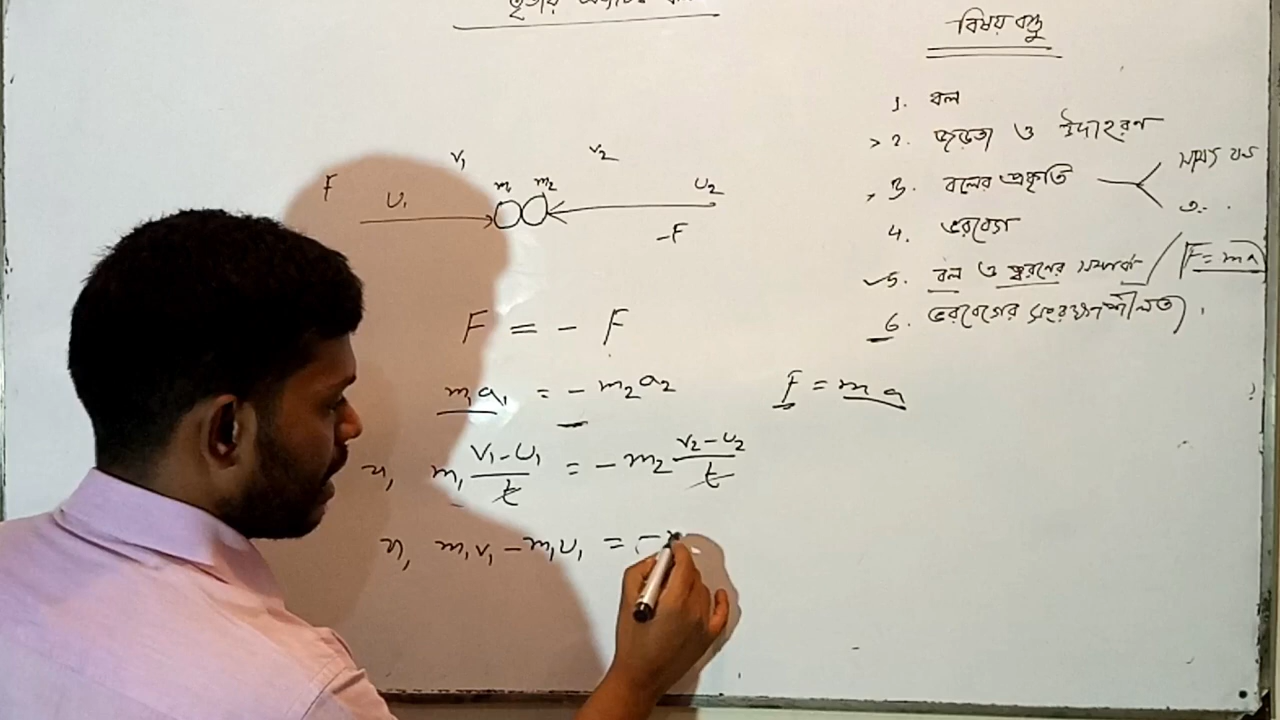 বিষয় বস্তু
1. বল
2. জড়তা ও উদাহরণ
3. বলের প্রকৃতি
4. ভরবেগ
5. বল ও ত্বরণের সম্পর্ক F = ma
6. ভরবেগের সংরক্ষণশীলতা
v₁ v₂
F u₁ m₁ m₂ u₂
-F
F = - F
m₁a₁ = - m₂a₂ F = ma
বা, m₁ (v₁-u₁)/t = - m₂ (v₂-u₂)/t
বা, m₁v₁ - m₁u₁ = -